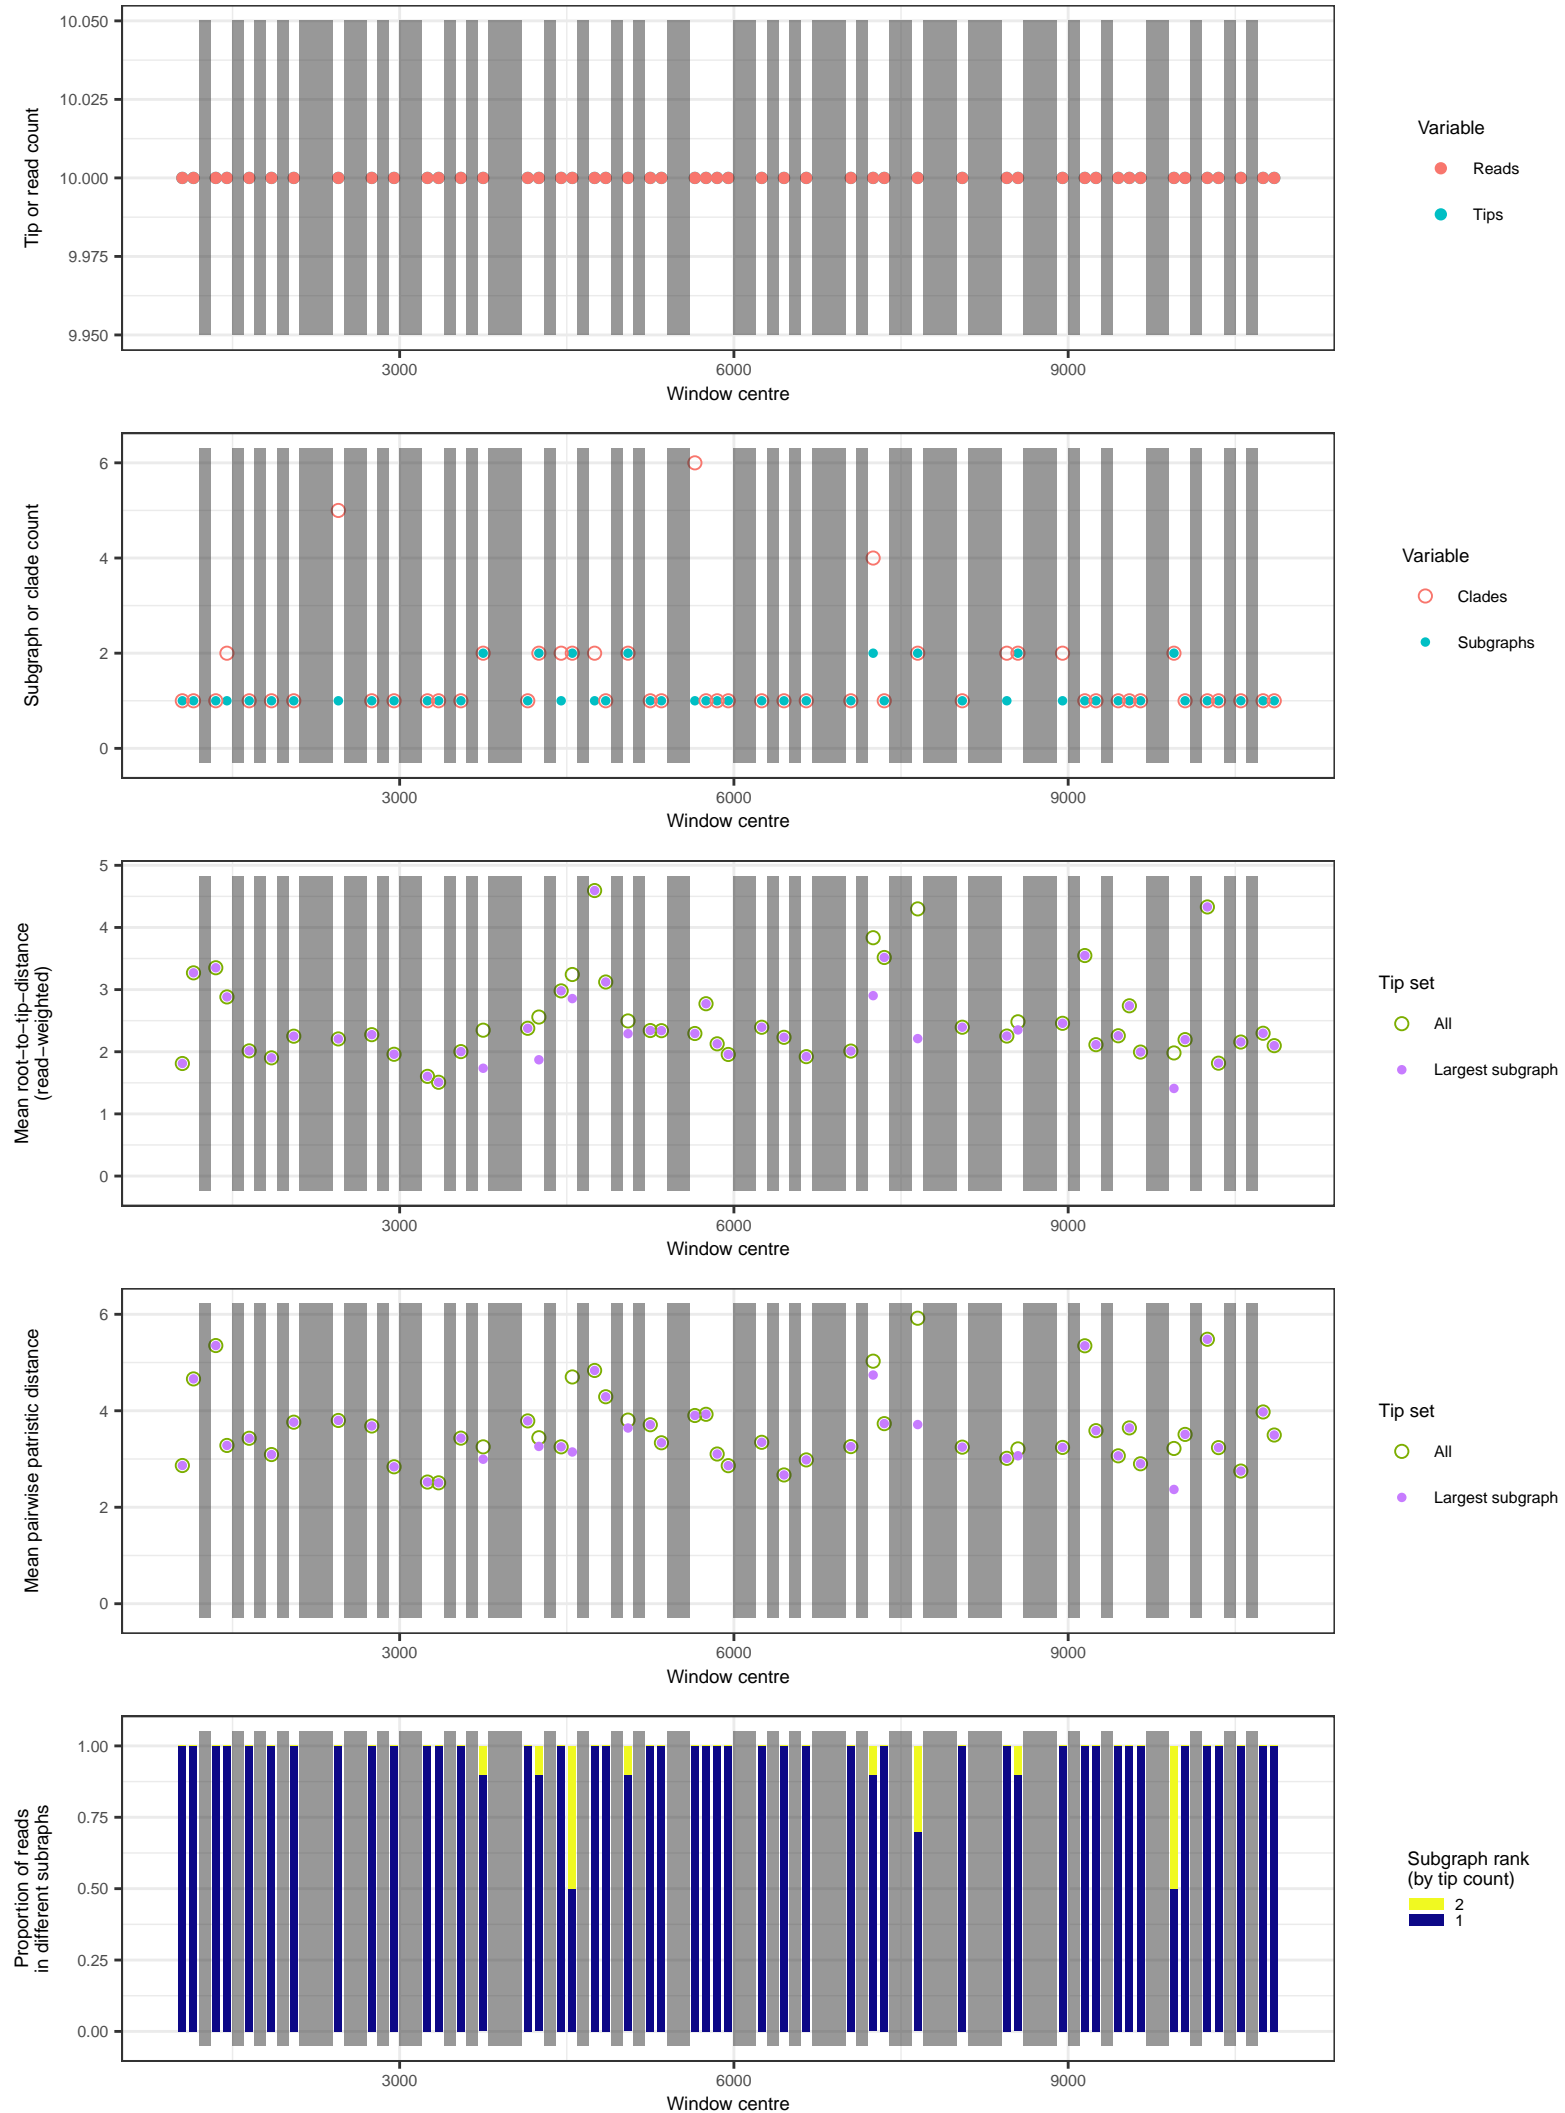 10.050
10.025
10.000
9.975
9.950
Tip or read count
3000
6000
9000
Window centre
Variable
Reads
Tips
6
4
2
0
Subgraph or clade count
3000
6000
9000
Window centre
Variable
Clades
Subgraphs
5
4
3
2
1
0
Mean root−to−tip−distance
(read−weighted)
3000
6000
9000
Window centre
Tip set
All
Largest subgraph
6
4
2
0
Mean pairwise patristic distance
3000
6000
9000
Window centre
Tip set
All
Largest subgraph
1.00
0.75
0.50
0.25
0.00
Proportion of reads
in different subraphs
3000
6000
9000
Window centre
Subgraph rank
(by tip count)
2
1